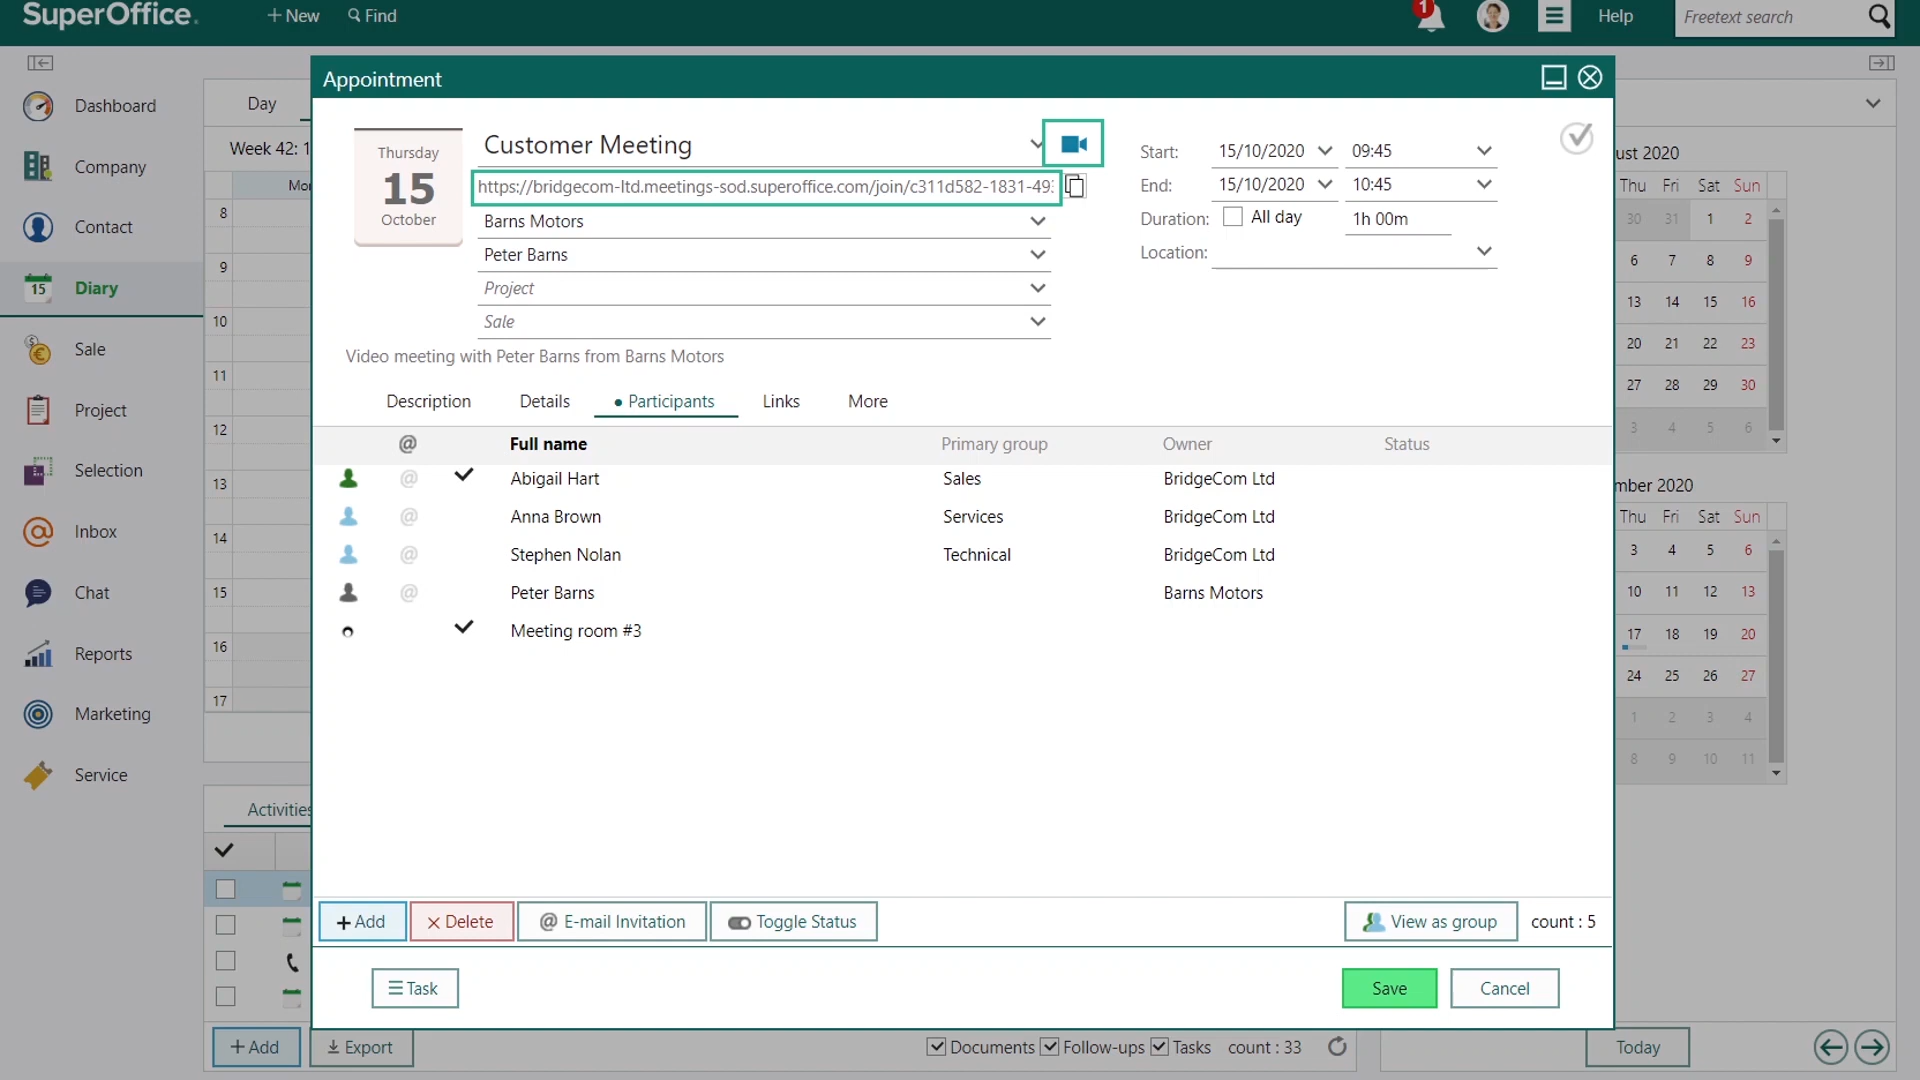 SuperOffice.
+ New
Find
1
Help
Freetext search
Dashboard
Company
Contact
15
Diary
Sale
Project
Selection
Inbox
Chat
Reports
Marketing
Service
Day
Week 42: 1
Mon
8
9
10
11
12
13
14
15
16
17
Activities
+ Add
Export
Documents
Follow-ups
Tasks
count : 33
Today
Appointment
Thursday
15
October
Customer Meeting
https://bridgecom-ltd.meetings-sod.superoffice.com/join/c311d582-1831-49
Barns Motors
Peter Barns
Project
Sale
Video meeting with Peter Barns from Barns Motors
Start: 15/10/2020 09:45
End: 15/10/2020 10:45
Duration: All day 1h 00m
Location:
Description Details Participants Links More
@ Full name Primary group Owner Status
@ Abigail Hart Sales BridgeCom Ltd
@ Anna Brown Services BridgeCom Ltd
@ Stephen Nolan Technical BridgeCom Ltd
@ Peter Barns Barns Motors
Meeting room #3
+ Add
Delete
@ E-mail Invitation
Toggle Status
View as group
count : 5
Task
Save
Cancel
ust 2020
Thu Fri Sat Sun
30 31 1 2
6 7 8 9
13 14 15 16
20 21 22 23
27 28 29 30
3 4 5 6
mber 2020
Thu Fri Sat Sun
3 4 5 6
10 11 12 13
17 18 19 20
24 25 26 27
1 2 3 4
8 9 10 11